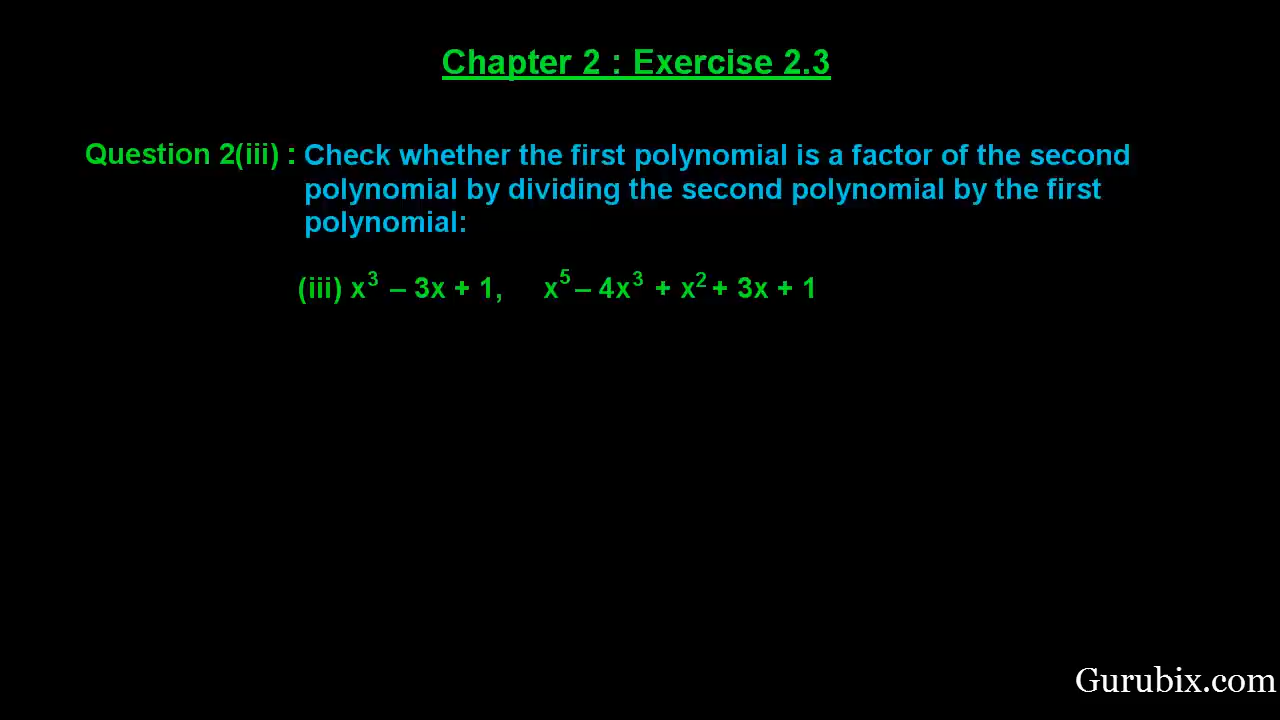 Chapter 2 : Exercise 2.3
Question 2(iii) : Check whether the first polynomial is a factor of the second
polynomial by dividing the second polynomial by the first
polynomial:
(iii) x³ – 3x + 1, x⁵ – 4x³ + x² + 3x + 1
Gurubix.com